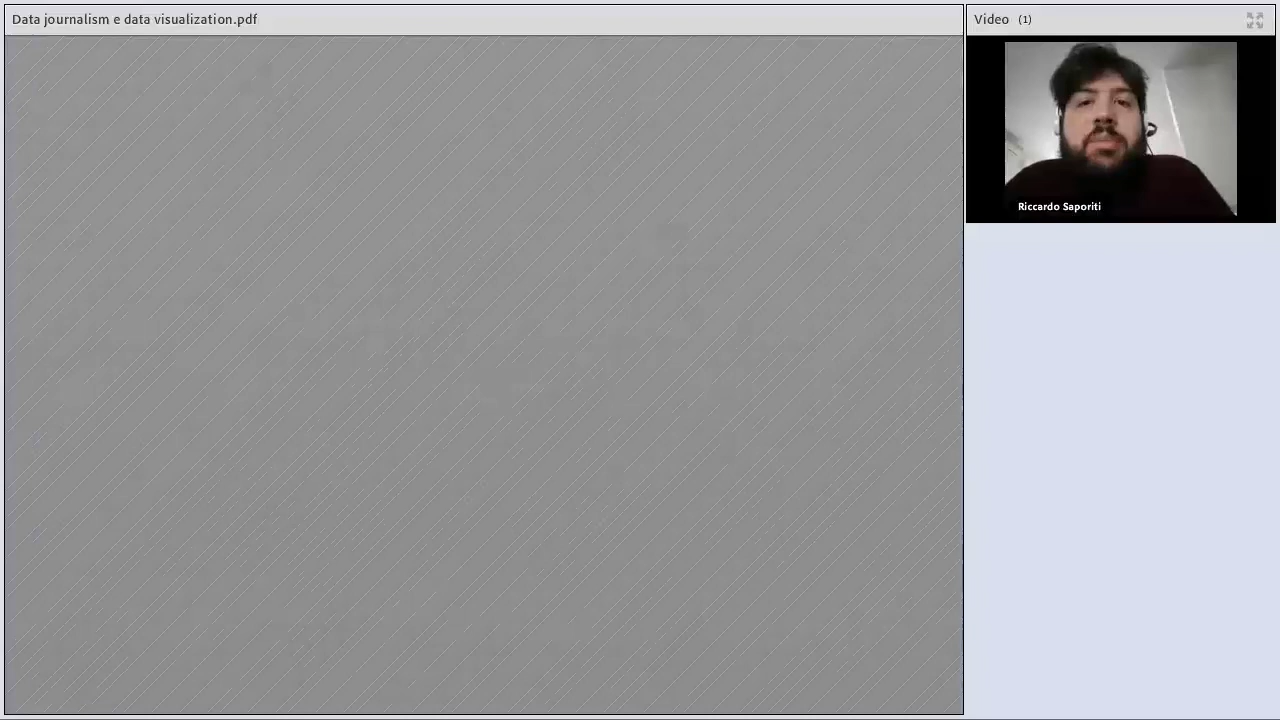 Data journalism e data visualization.pdf
Video (1)
Riccardo Saporiti